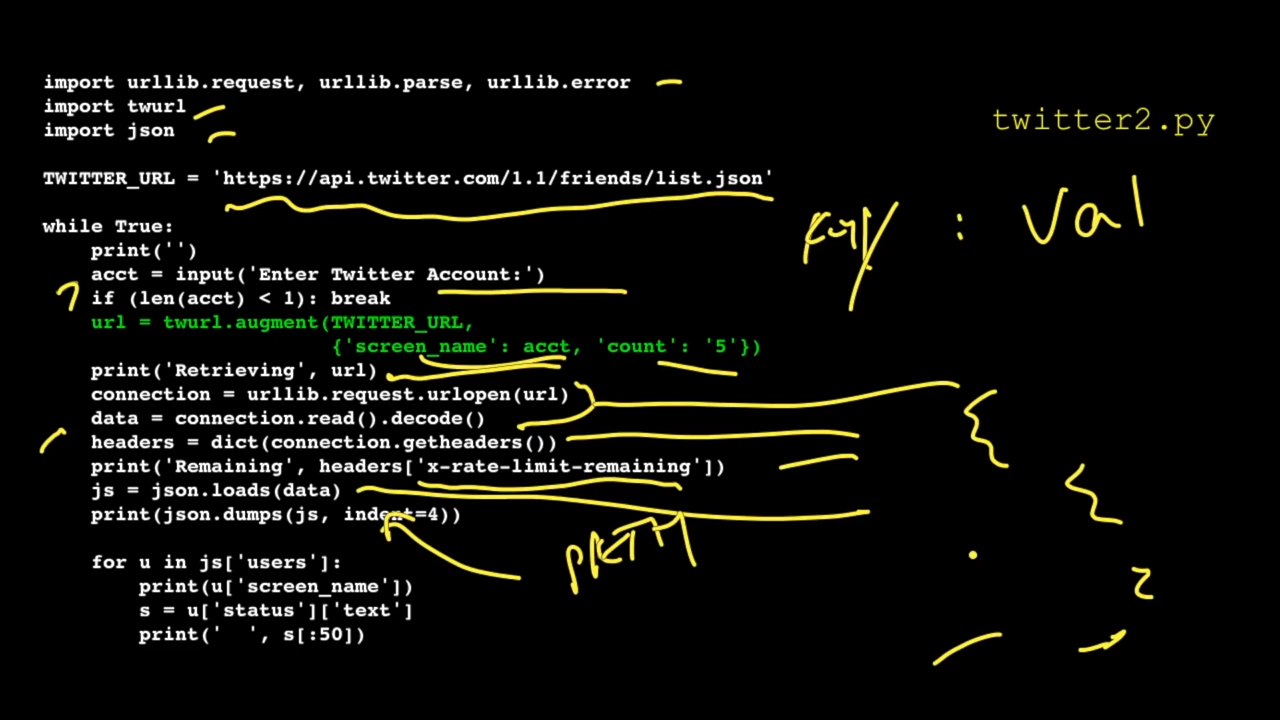 import urllib.request, urllib.parse, urllib.error
import twurl
import json
twitter2.py
TWITTER_URL = 'https://api.twitter.com/1.1/friends/list.json'
key : val
while True:
    print('')
    acct = input('Enter Twitter Account:')
    if (len(acct) < 1): break
    url = twurl.augment(TWITTER_URL,
                        {'screen_name': acct, 'count': '5'})
    print('Retrieving', url)
    connection = urllib.request.urlopen(url)
    data = connection.read().decode()
    headers = dict(connection.getheaders())
    print('Remaining', headers['x-rate-limit-remaining'])
    js = json.loads(data)
    print(json.dumps(js, indent=4))
PRETTY
    for u in js['users']:
        print(u['screen_name'])
        s = u['status']['text']
        print('  ', s[:50])